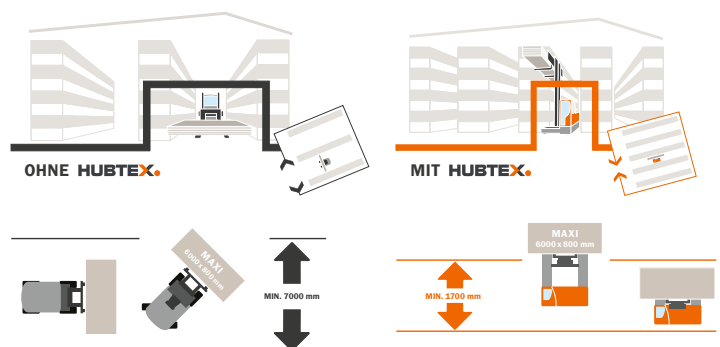 OHNE HUBTEX
MIT HUBTEX
MAXI
6000 x 800 mm
MIN. 7000 mm
MAXI
6000 x 800 mm
MIN. 1700 mm